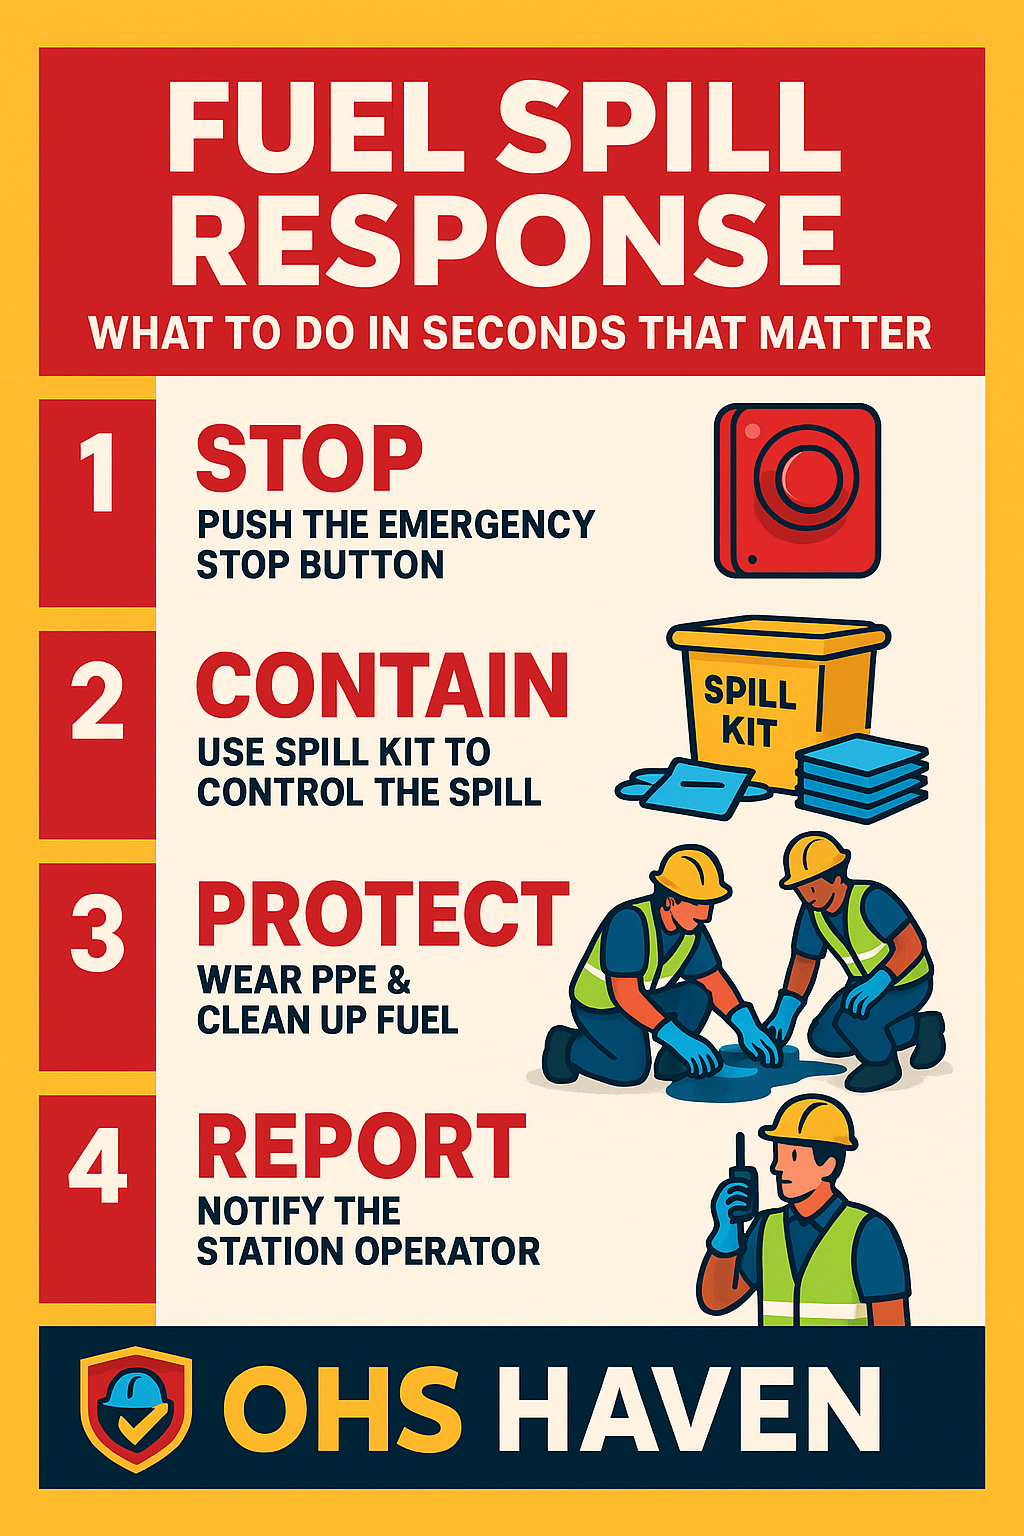 FUEL SPILL
RESPONSE
WHAT TO DO IN SECONDS THAT MATTER
1
STOP
PUSH THE EMERGENCY
STOP BUTTON
2
CONTAIN
USE SPILL KIT TO
CONTROL THE SPILL
SPILL
KIT
3
PROTECT
WEAR PPE &
CLEAN UP FUEL
4
REPORT
NOTIFY THE
STATION OPERATOR
OHS HAVEN